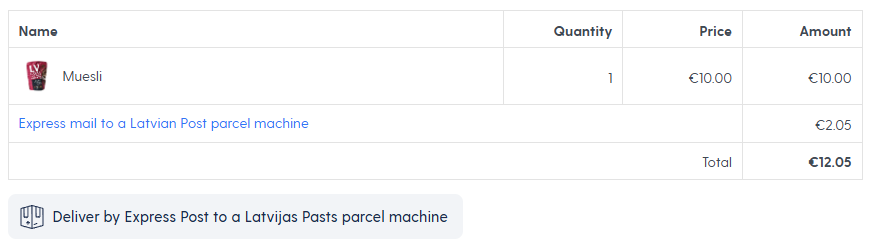 Name Quantity Price Amount
LV
Muesli 1 €10.00 €10.00
Express mail to a Latvian Post parcel machine €2.05
Total €12.05
Deliver by Express Post to a Latvijas Pasts parcel machine